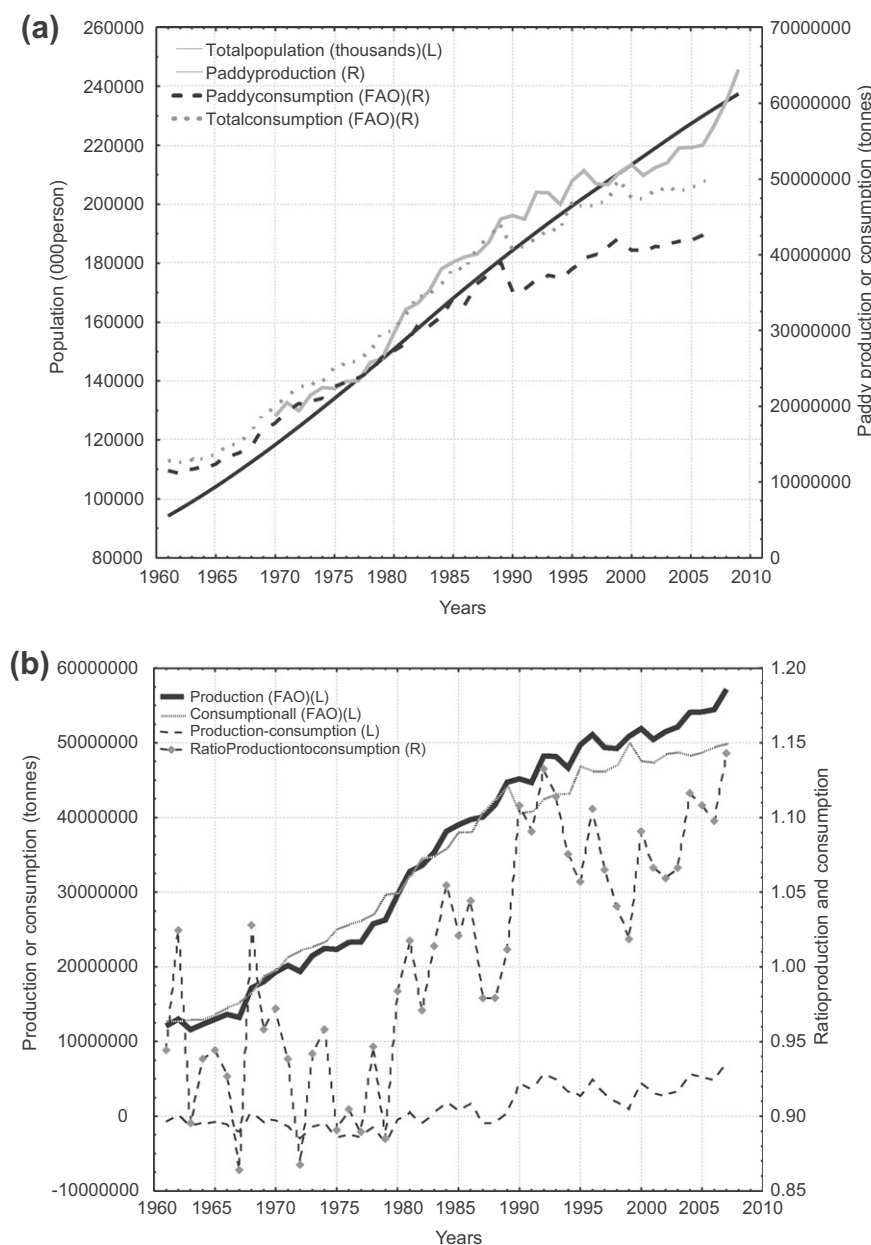 (a)
260000
240000
220000
200000
180000
160000
140000
120000
100000
80000
Population (000person)
Totalpopulation (thousands)(L)
Paddyproduction (R)
Paddyconsumption (FAO)(R)
Totalconsumption (FAO)(R)
70000000
60000000
50000000
40000000
30000000
20000000
10000000
0
Paddy production or consumption (tonnes)
1960 1965 1970 1975 1980 1985 1990 1995 2000 2005 2010
Years
(b)
60000000
50000000
40000000
30000000
20000000
10000000
0
-10000000
Production or consumption (tonnes)
Production (FAO)(L)
Consumptionall (FAO)(L)
Production-consumption (L)
RatioProductiontoconsumption (R)
1.20
1.15
1.10
1.05
1.00
0.95
0.90
0.85
Ratioproduction and consumption
1960 1965 1970 1975 1980 1985 1990 1995 2000 2005 2010
Years